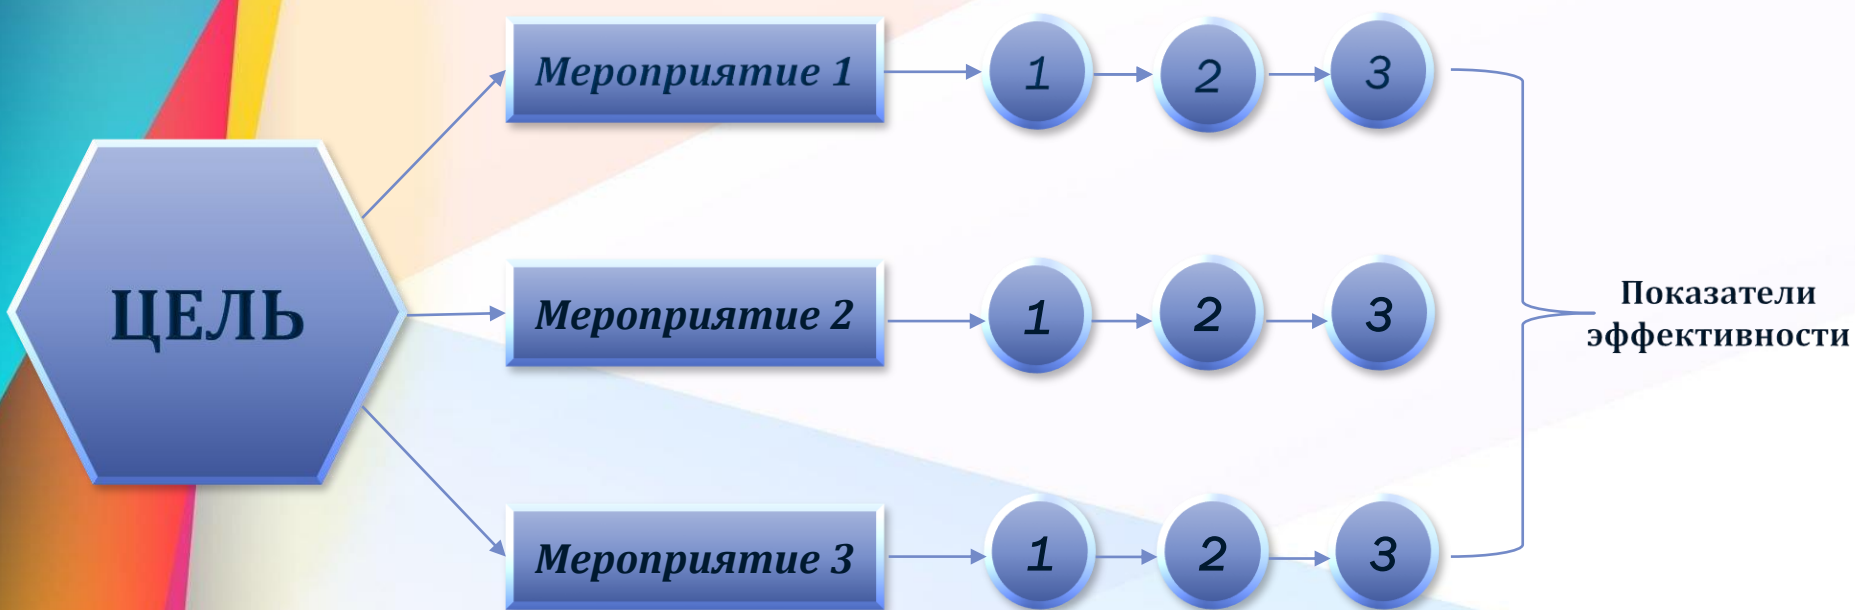 ЦЕЛЬ
Мероприятие 1
1
2
3
Мероприятие 2
1
2
3
Мероприятие 3
1
2
3
Показатели
эффективности